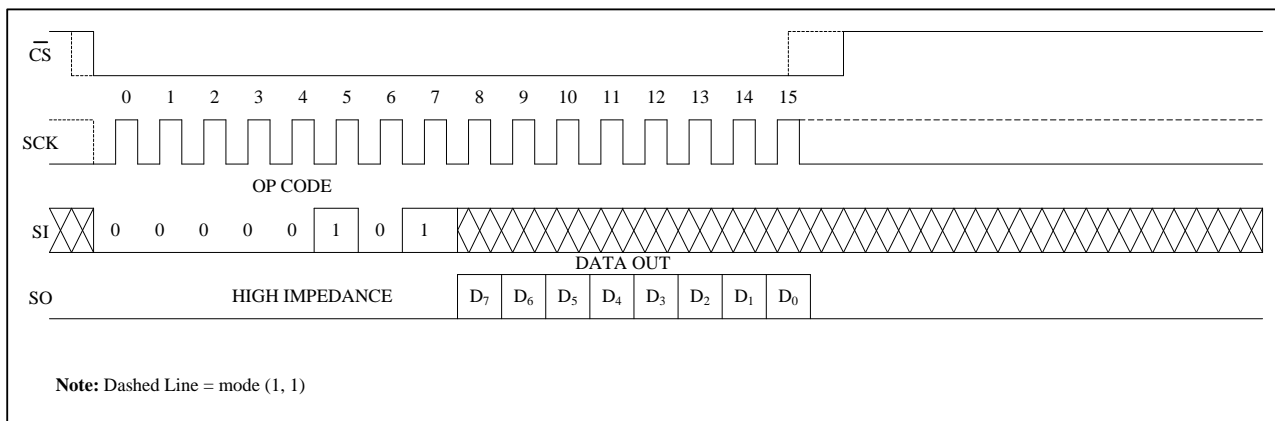 C̅S̅
0 1 2 3 4 5 6 7 8 9 10 11 12 13 14 15
SCK
OP CODE
SI 0 0 0 0 0 1 0 1
DATA OUT
SO HIGH IMPEDANCE D₇ D₆ D₅ D₄ D₃ D₂ D₁ D₀
Note: Dashed Line = mode (1, 1)